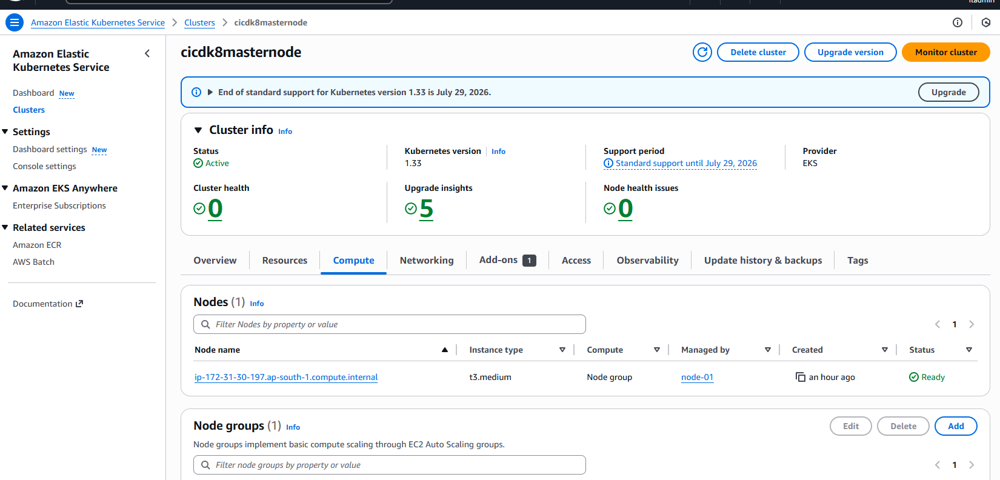 itadmin
Amazon Elastic Kubernetes Service > Clusters > cicdk8masternode
Amazon Elastic Kubernetes Service
Dashboard New
Clusters
Settings
Dashboard settings New
Console settings
Amazon EKS Anywhere
Enterprise Subscriptions
Related services
Amazon ECR
AWS Batch
Documentation
cicdk8masternode
Delete cluster
Upgrade version
Monitor cluster
End of standard support for Kubernetes version 1.33 is July 29, 2026.
Upgrade
Cluster info Info
Status
Active
Kubernetes version Info
1.33
Support period
Standard support until July 29, 2026
Provider
EKS
Cluster health
0
Upgrade insights
5
Node health issues
0
Overview Resources Compute Networking Add-ons 1 Access Observability Update history & backups Tags
Nodes (1) Info
Filter Nodes by property or value
1
Node name Instance type Compute Managed by Created Status
ip-172-31-30-197.ap-south-1.compute.internal t3.medium Node group node-01 an hour ago Ready
Node groups (1) Info
Edit
Delete
Add
Node groups implement basic compute scaling through EC2 Auto Scaling groups.
Filter node groups by property or value
1